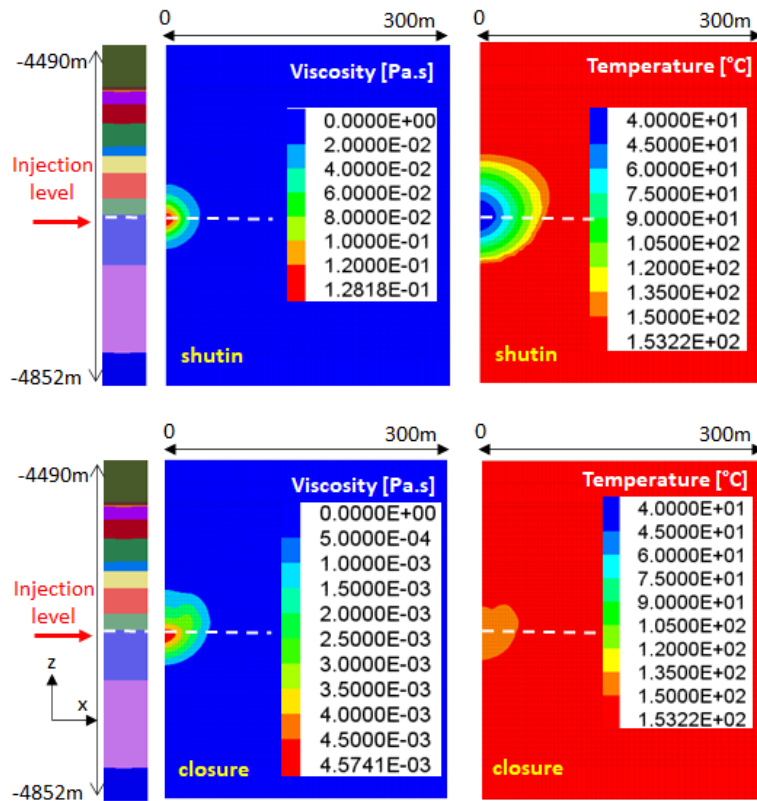 0 300m 0 300m
-4490m
Viscosity [Pa.s]
0.0000E+00
2.0000E-02
4.0000E-02
6.0000E-02
8.0000E-02
1.0000E-01
1.2000E-01
1.2818E-01
Temperature [°C]
4.0000E+01
4.5000E+01
6.0000E+01
7.5000E+01
9.0000E+01
1.0500E+02
1.2000E+02
1.3500E+02
1.5000E+02
1.5322E+02
Injection
level
shutin
shutin
-4852m
0 300m 0 300m
-4490m
Viscosity [Pa.s]
0.0000E+00
5.0000E-04
1.0000E-03
1.5000E-03
2.0000E-03
2.5000E-03
3.0000E-03
3.5000E-03
4.0000E-03
4.5000E-03
4.5741E-03
Temperature [°C]
4.0000E+01
4.5000E+01
6.0000E+01
7.5000E+01
9.0000E+01
1.0500E+02
1.2000E+02
1.3500E+02
1.5000E+02
1.5322E+02
Injection
level
z
x
closure
closure
-4852m